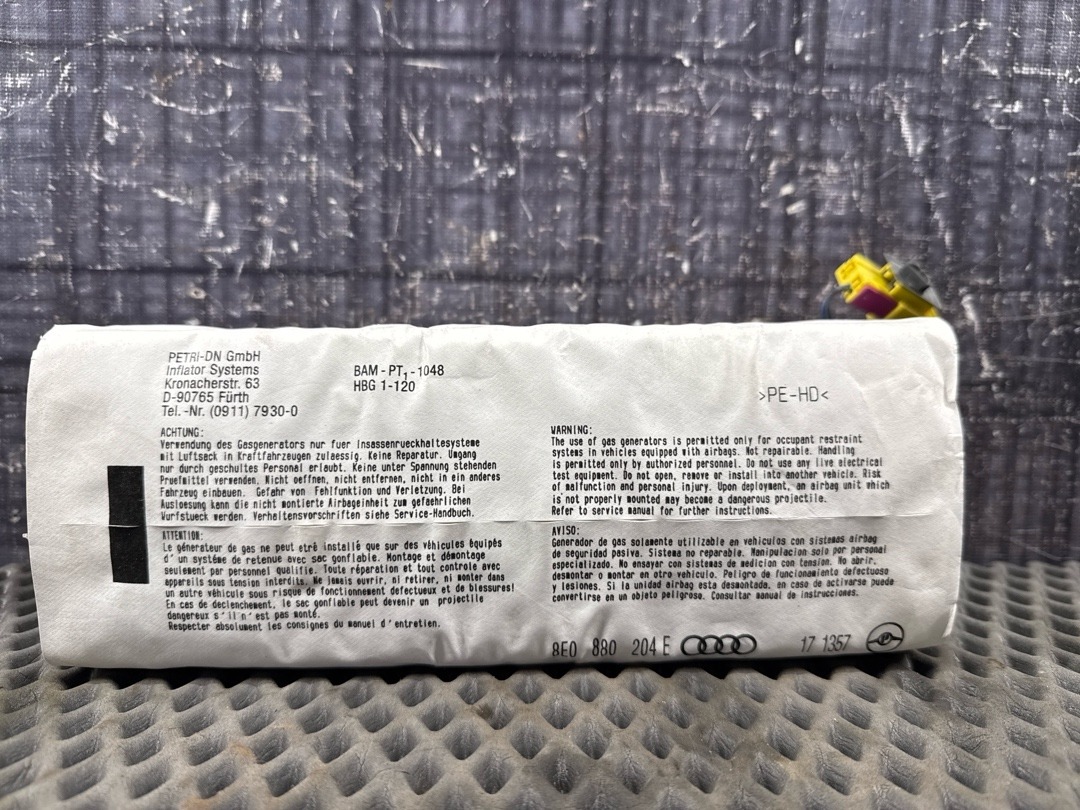 PETRI-DN GmbH
Inflator Systems
Kronacherstr. 63
D-90765 Fürth
Tel.-Nr. (0911) 7930-0
BAM-PT₁-1048
HBG 1-120
>PE-HD<
ACHTUNG:
Verwendung des Gasgenerators nur fuer Insassenrueckhaltesysteme
mit Luftsack in Kraftfahrzeugen zulaessig. Keine Reparatur. Umgang
nur durch geschultes Personal erlaubt. Keine unter Spannung stehenden
Pruefmittel verwenden. Nicht oeffnen, nicht entfernen, nicht in ein anderes
Fahrzeug einbauen. Gefahr von Fehlfunktion und Verletzung. Bei
Ausloesung kann die nicht montierte Airbageinheit zum gefaehrlichen
Wurfstueck werden. Verhaltensvorschriften siehe Service-Handbuch.
ATTENTION:
Le générateur de gaz ne peut etré installé que sur des véhicules équipés
d'un système de retenue avec sac gonflable. Montage et démontage
seulement par personnel qualifie. Toute réparation et tout controle avec
appareils sous tension interdits. Ne jamais ouvrir, ni retirer, ni monter dans
un autre véhicule sous risque de fonctionnement defectueux et de blessures!
En cas de declenchement, le sac gonflable peut devenir un projectile
dangereux s'il n'est pas monté.
Respecter absolument les consignes du manuel d'entretien.
WARNING:
The use of gas generators is permitted only for occupant restraint
systems in vehicles equipped with airbags. Not repairable. Handling
is permitted only by authorized personnel. Do not use any live electrical
test equipment. Do not open, remove or install into another vehicle. Risk
of malfunction and personal injury. Upon deployment, an airbag unit which
is not properly mounted may become a dangerous projectile.
Refer to service manual for further instructions.
AVISO:
Generador de gas solamente utilizable en vehiculos con sistemas airbag
de seguridad pasiva. Sistema no reparable. Manipulacion solo por personal
especializado. No ensayar con sistemas de medicion con tension. No abrir,
desmontar o montar en otro vehiculo. Peligro de funcionamiento defectuoso
y lesiones. Si la unidad airbag esta desmontada, en caso de activarse puede
convertirse en un objeto peligroso. Consultar manual de instrucciones.
8E0 880 204 E
17 1357
P